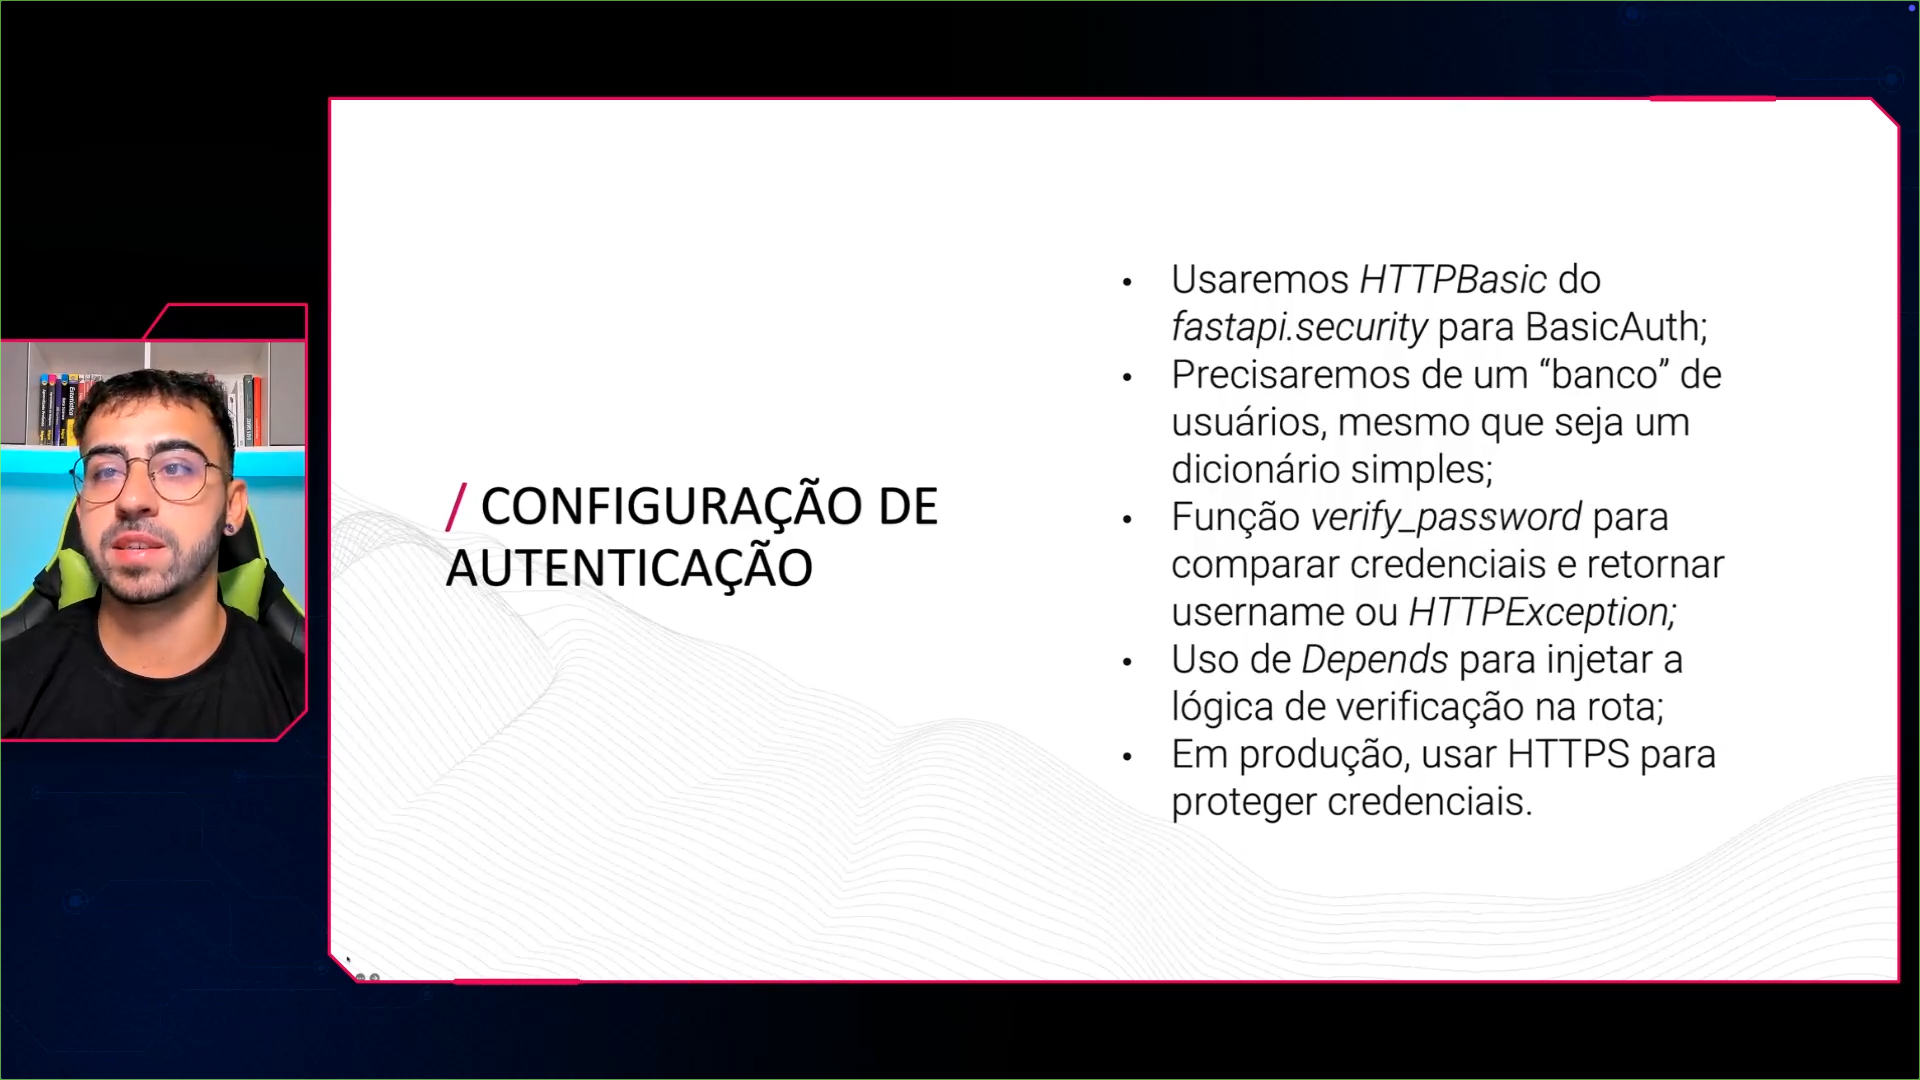 / CONFIGURAÇÃO DE
AUTENTICAÇÃO
• Usaremos HTTPBasic do
fastapi.security para BasicAuth;
• Precisaremos de um “banco” de
usuários, mesmo que seja um
dicionário simples;
• Função verify_password para
comparar credenciais e retornar
username ou HTTPException;
• Uso de Depends para injetar a
lógica de verificação na rota;
• Em produção, usar HTTPS para
proteger credenciais.
Estatística